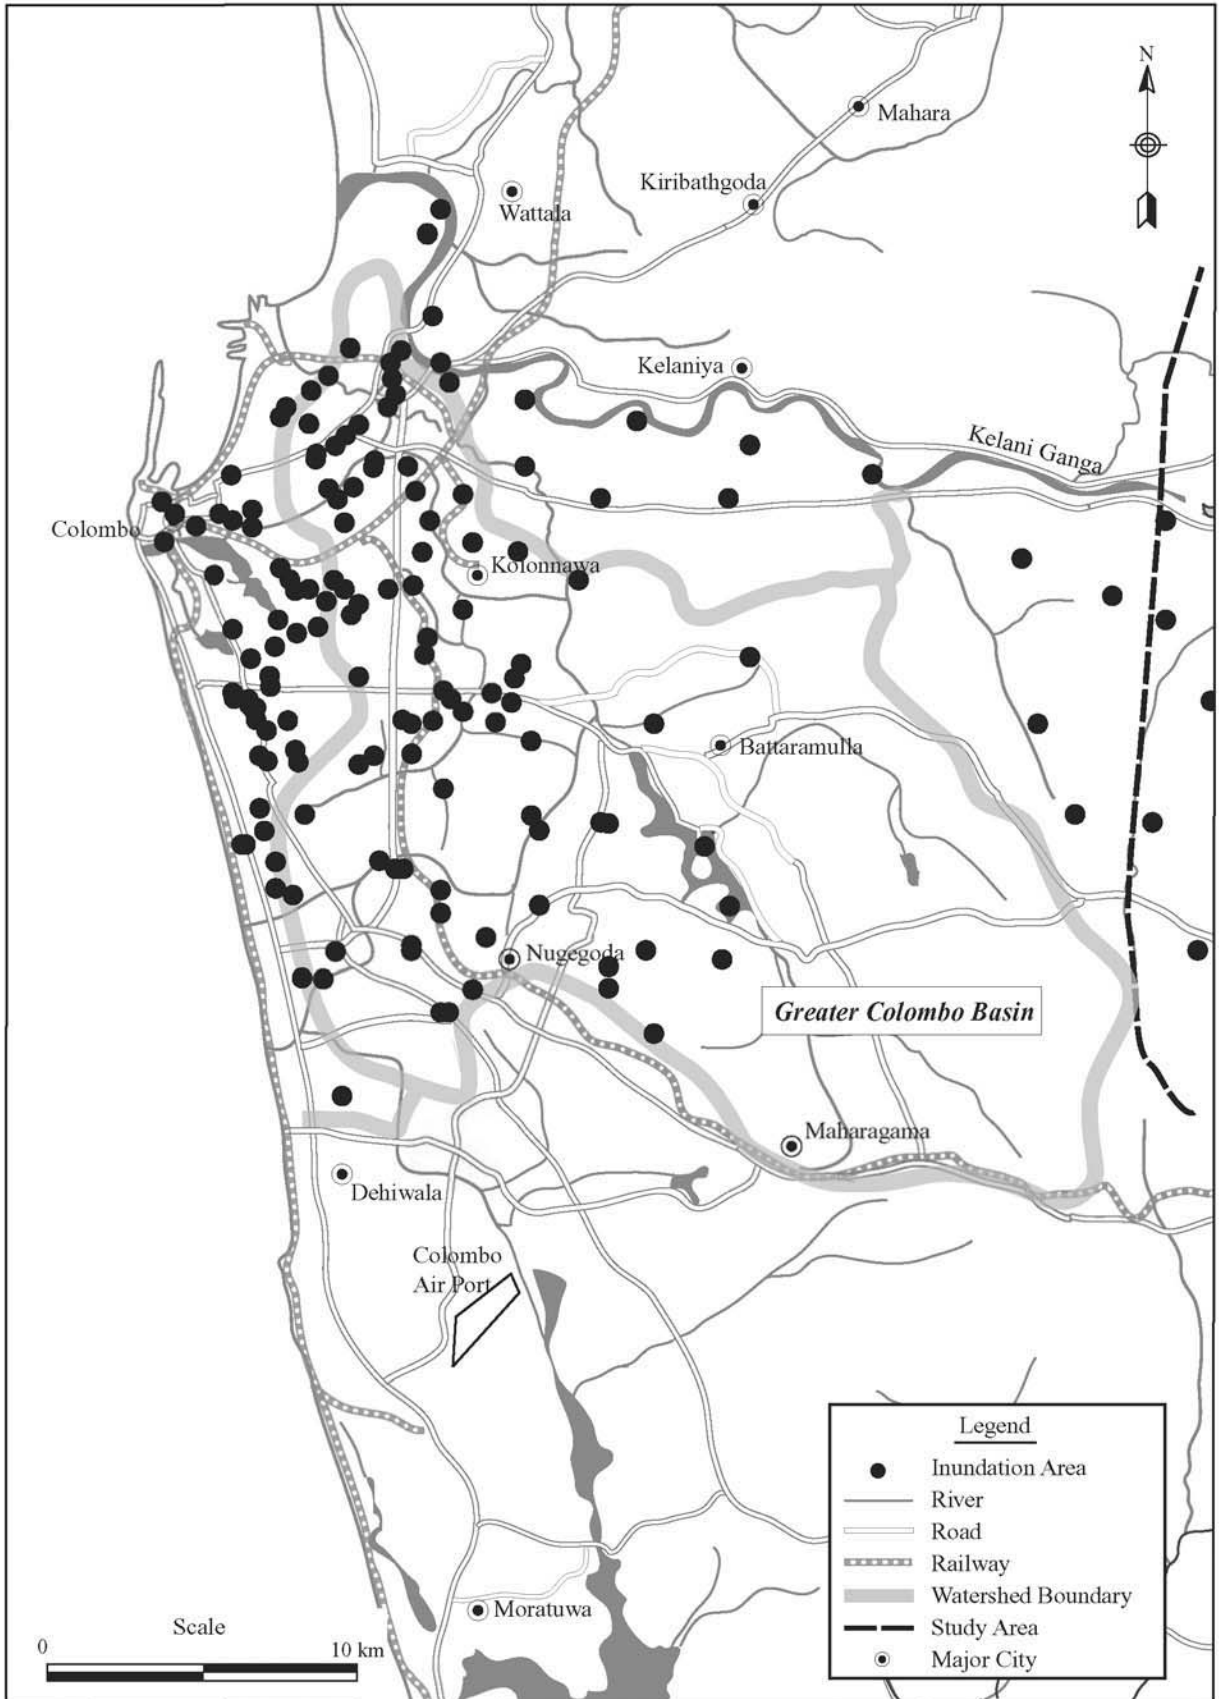 N
Mahara
Kiribathgoda
Wattala
Kelaniya
Kelani Ganga
Colombo
Kolonnawa
Battaramulla
Nugegoda
Greater Colombo Basin
Maharagama
Dehiwala
Colombo
Air Port
Moratuwa
Scale
0
10 km
Legend
Inundation Area
River
Road
Railway
Watershed Boundary
Study Area
Major City